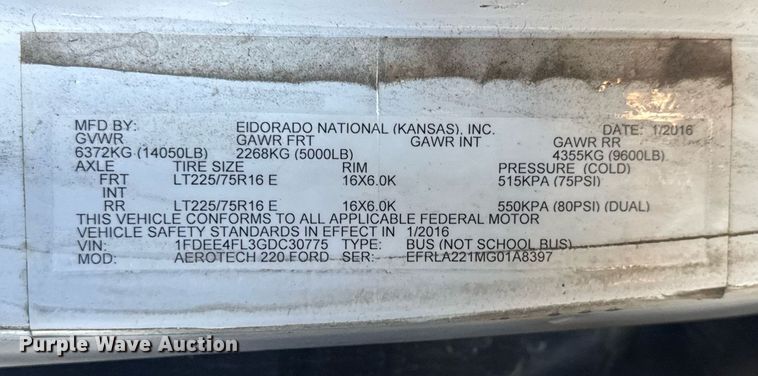 MFD BY: EIDORADO NATIONAL (KANSAS), INC. DATE: 1/2016
GVWR GAWR FRT GAWR INT GAWR RR
6372KG (14050LB) 2268KG (5000LB) 4355KG (9600LB)
AXLE TIRE SIZE RIM PRESSURE (COLD)
FRT LT225/75R16 E 16X6.0K 515KPA (75PSI)
INT
RR LT225/75R16 E 16X6.0K 550KPA (80PSI) (DUAL)
THIS VEHICLE CONFORMS TO ALL APPLICABLE FEDERAL MOTOR
VEHICLE SAFETY STANDARDS IN EFFECT IN 1/2016
VIN: 1FDEE4FL3GDC30775 TYPE: BUS (NOT SCHOOL BUS)
MOD: AEROTECH 220 FORD SER: EFRLA221MG01A8397
Purple Wave Auction